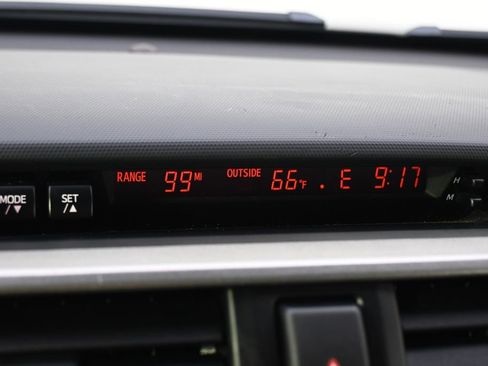 RANGE 99 MI OUTSIDE 66°F . E 9:17
MODE SET H
/▼ /▲ M